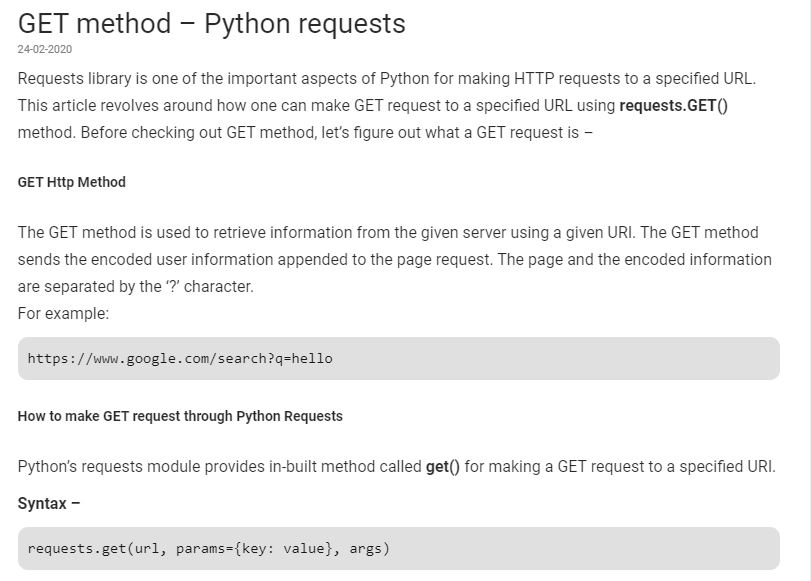 GET method – Python requests
24-02-2020
Requests library is one of the important aspects of Python for making HTTP requests to a specified URL.
This article revolves around how one can make GET request to a specified URL using requests.GET()
method. Before checking out GET method, let’s figure out what a GET request is –
GET Http Method
The GET method is used to retrieve information from the given server using a given URI. The GET method
sends the encoded user information appended to the page request. The page and the encoded information
are separated by the ‘?’ character.
For example:
https://www.google.com/search?q=hello
How to make GET request through Python Requests
Python’s requests module provides in-built method called get() for making a GET request to a specified URI.
Syntax –
requests.get(url, params={key: value}, args)